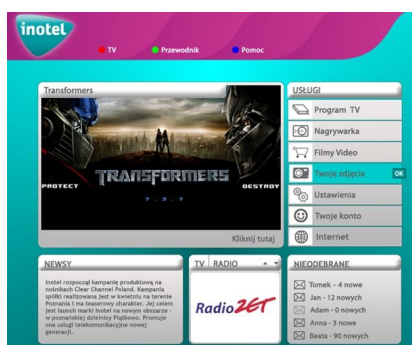 inotel
TV
Przewodnik
Pomoc
Transformers
PROTECT
TRANSFORMERS
DESTROY
7.3.7
Kliknij tutaj
USŁUGI
Program TV
Nagrywarka
Filmy Video
Twoje zdjęcia OK
Ustawienia
Twoje konto
Internet
NEWSY
Inotel rozpoczął kampanię produktową na
nośnikach Clear Channel Poland. Kampania
spółki realizowana jest w kwietniu na terenie
Poznania i ma teaserowy charakter. Jej celem
jest launch marki Inotel na nowym obszarze -
w poznańskiej dzielnicy Piątkowo. Promuje
ona usługi telekomunikacyjne nowej
generacji.
TV RADIO
Radio ZET
NIEODEBRANE
Tomek - 4 nowe
Jan - 12 nowych
Adam - 0 nowych
Anna - 3 nowe
Beata - 90 nowych